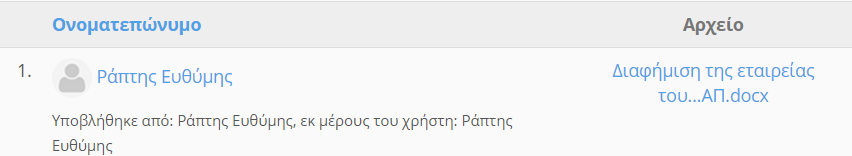 Ονοματεπώνυμο Αρχείο
1. Ράπτης Ευθύμης Διαφήμιση της εταιρείας
του...ΑΠ.docx
Υποβλήθηκε από: Ράπτης Ευθύμης, εκ μέρους του χρήστη: Ράπτης
Ευθύμης